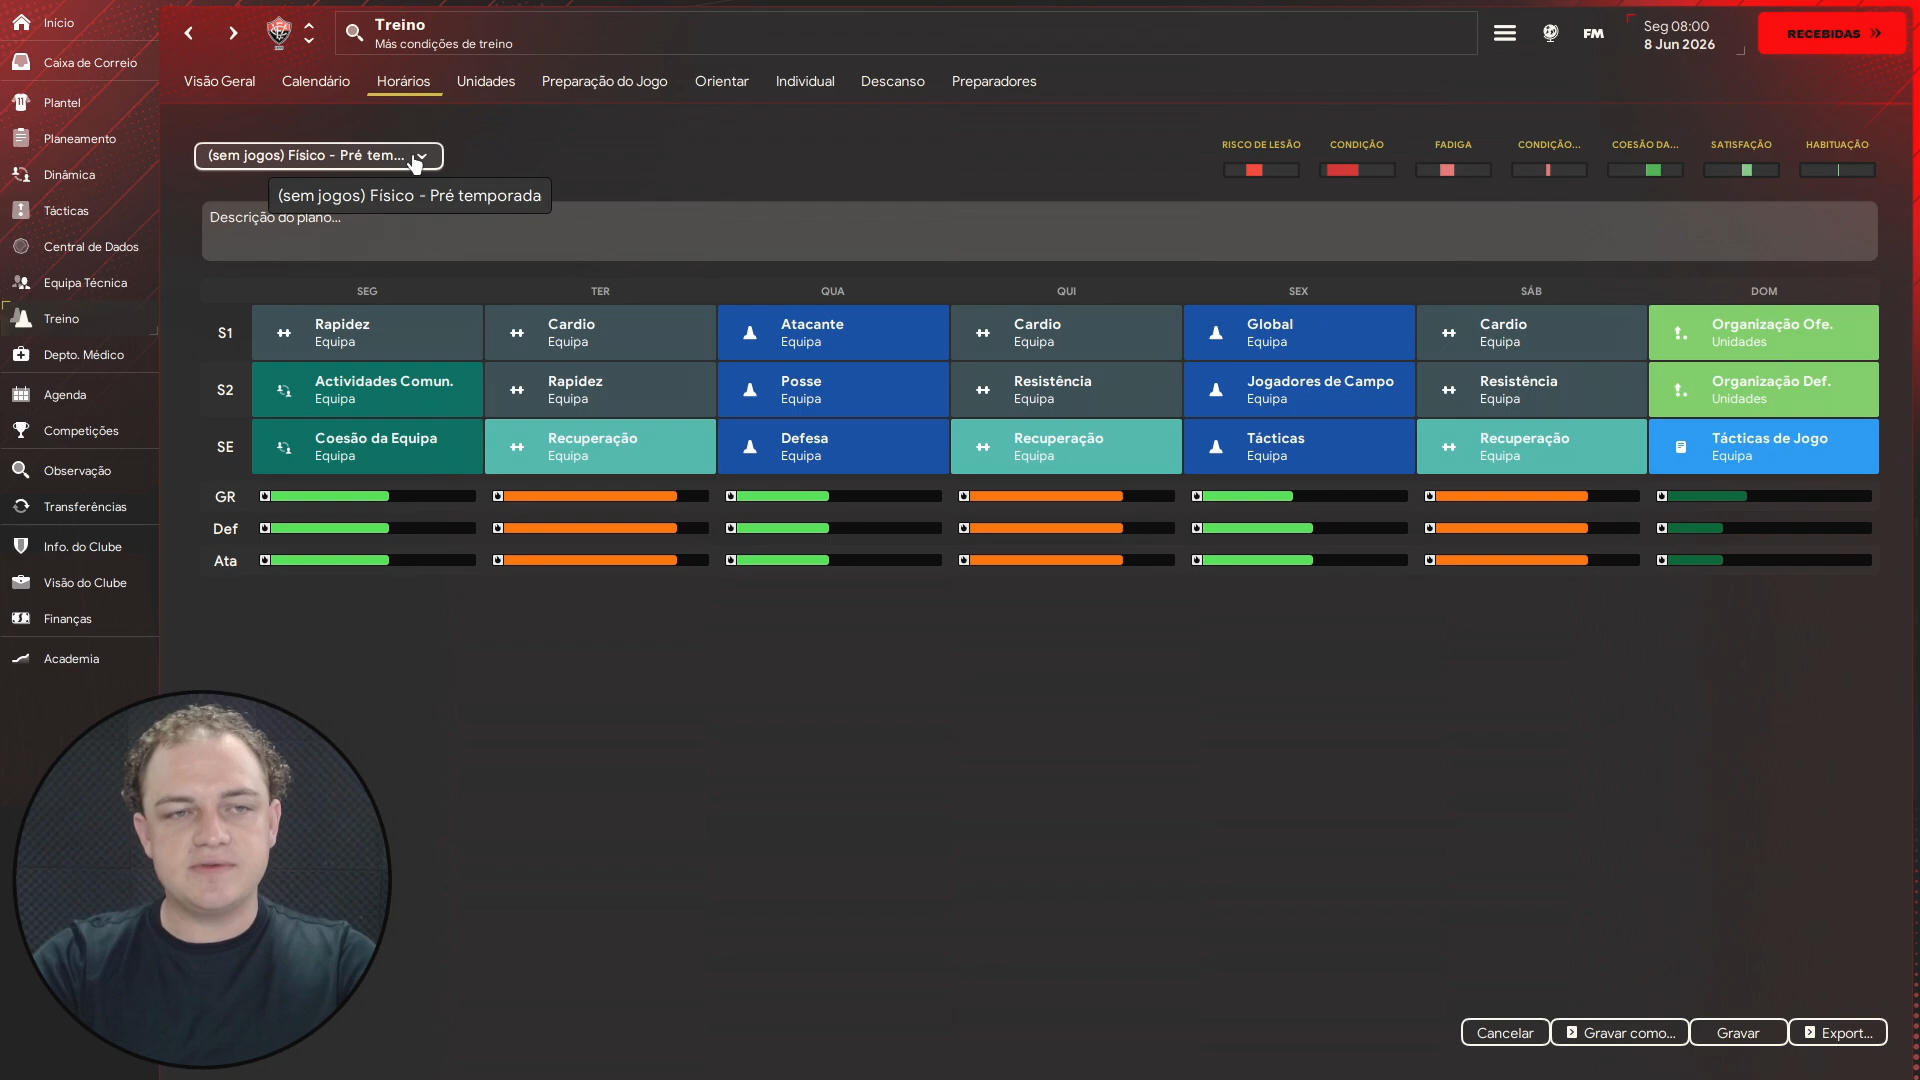 Início
Caixa de Correio
Plantel
Planeamento
Dinâmica
Tácticas
Central de Dados
Equipa Técnica
Treino
Depto. Médico
Agenda
Competições
Observação
Transferências
Info. do Clube
Visão do Clube
Finanças
Academia
Treino
Más condições de treino
FM
Seg 08:00
8 Jun 2026
RECEBIDAS
Visão Geral
Calendário
Horários
Unidades
Preparação do Jogo
Orientar
Individual
Descanso
Preparadores
(sem jogos) Físico - Pré tem...
(sem jogos) Físico - Pré temporada
RISCO DE LESÃO
CONDIÇÃO
FADIGA
CONDIÇÃO...
COESÃO DA...
SATISFAÇÃO
HABITUAÇÃO
Descrição do plano...
SEG TER QUA QUI SEX SÁB DOM
S1
Rapidez
Equipa
Cardio
Equipa
Atacante
Equipa
Cardio
Equipa
Global
Equipa
Cardio
Equipa
Organização Ofe.
Unidades
S2
Actividades Comun.
Equipa
Rapidez
Equipa
Posse
Equipa
Resistência
Equipa
Jogadores de Campo
Equipa
Resistência
Equipa
Organização Def.
Unidades
SE
Coesão da Equipa
Equipa
Recuperação
Equipa
Defesa
Equipa
Recuperação
Equipa
Tácticas
Equipa
Recuperação
Equipa
Tácticas de Jogo
Equipa
GR
Def
Ata
Cancelar
Gravar como...
Gravar
Export...